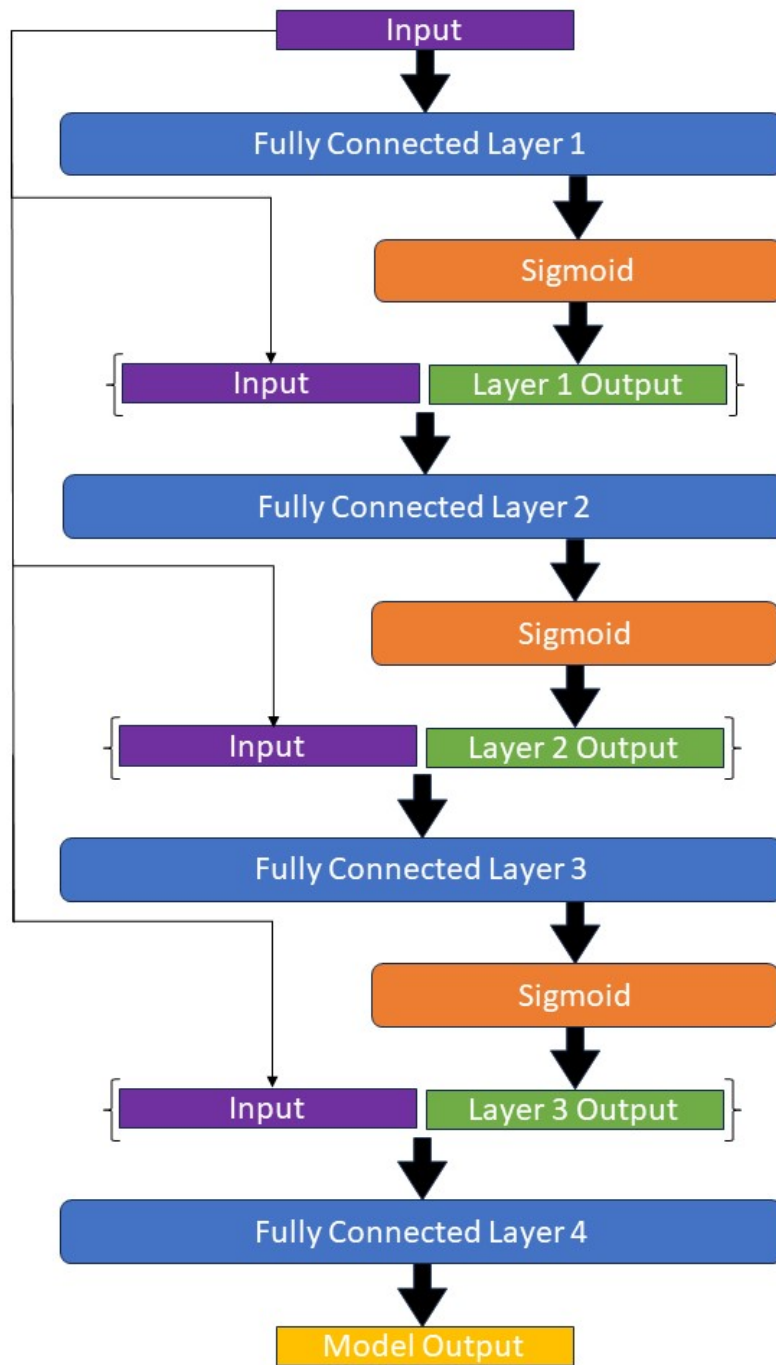 Input
Fully Connected Layer 1
Sigmoid
Input Layer 1 Output
Fully Connected Layer 2
Sigmoid
Input Layer 2 Output
Fully Connected Layer 3
Sigmoid
Input Layer 3 Output
Fully Connected Layer 4
Model Output